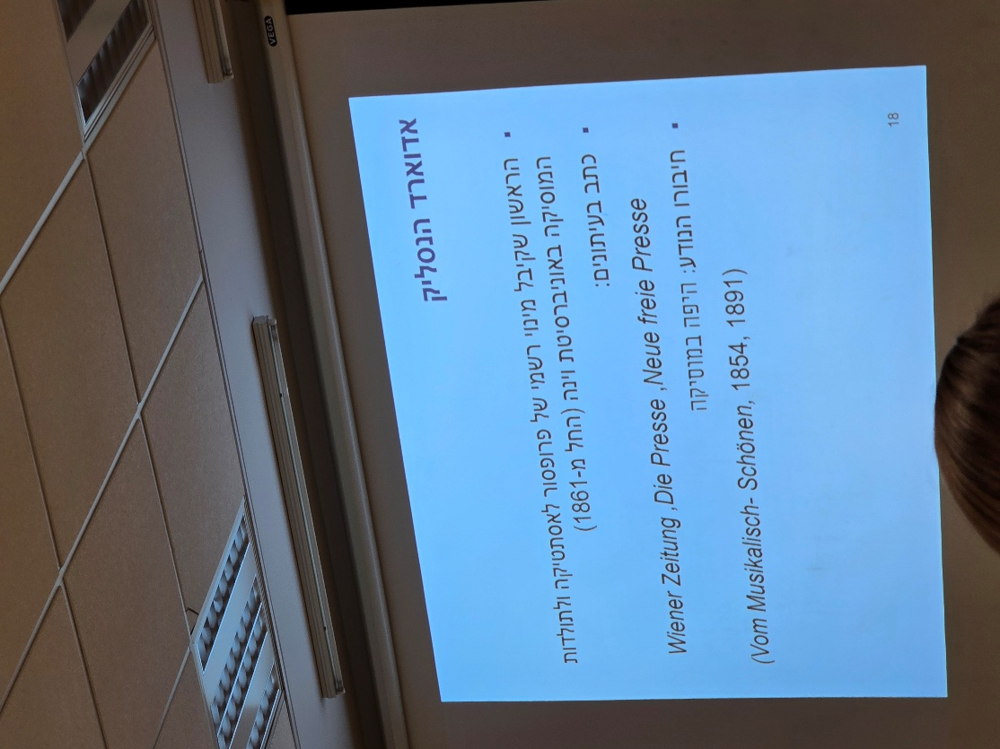 אדוארד הנסליק
▪ הראשון שקיבל מינוי רשמי של פרופסור לאסתטיקה ולתולדות
המוסיקה באוניברסיטת וינה (החל מ-1861)
▪ כתב בעיתונים:
Wiener Zeitung ,Die Presse ,Neue freie Presse
▪ חיבורו הנודע: היפה במוסיקה
(Vom Musikalisch- Schönen, 1854, 1891)
18
VEGA